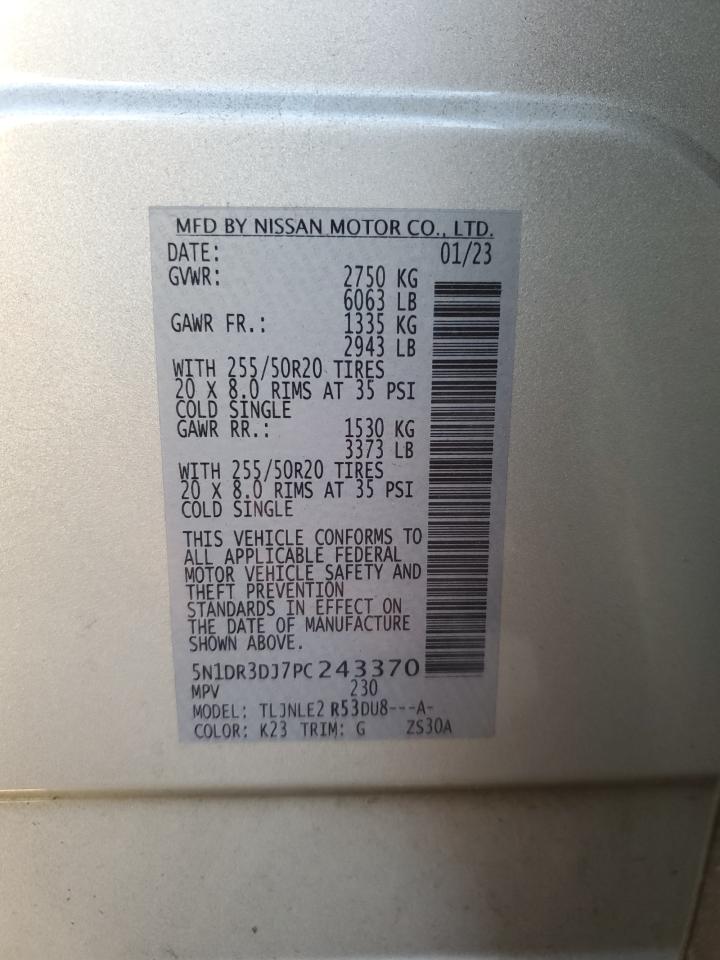 MFD BY NISSAN MOTOR CO., LTD.
DATE: 01/23
GVWR: 2750 KG
6063 LB
GAWR FR.: 1335 KG
2943 LB
WITH 255/50R20 TIRES
20 X 8.0 RIMS AT 35 PSI
COLD SINGLE
GAWR RR.: 1530 KG
3373 LB
WITH 255/50R20 TIRES
20 X 8.0 RIMS AT 35 PSI
COLD SINGLE
THIS VEHICLE CONFORMS TO
ALL APPLICABLE FEDERAL
MOTOR VEHICLE SAFETY AND
THEFT PREVENTION
STANDARDS IN EFFECT ON
THE DATE OF MANUFACTURE
SHOWN ABOVE.
5N1DR3DJ7PC243370
MPV 230
MODEL: TLJNLE2 R53DU8---A-
COLOR: K23 TRIM: G ZS30A